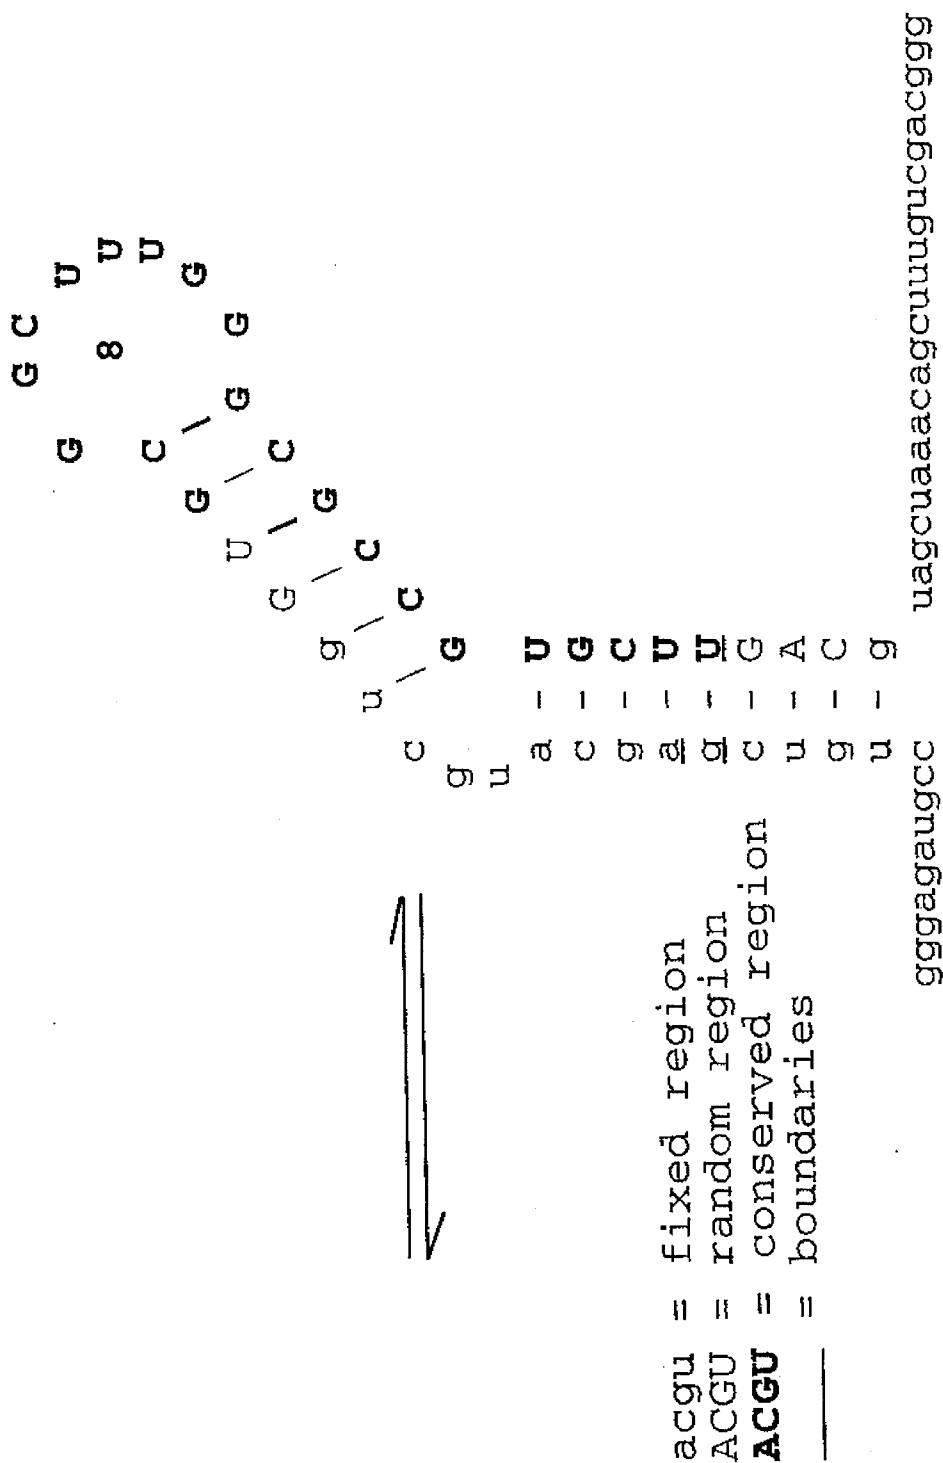 G C
G U
8 U
C U
G G
U G G
G C
g G
u C
c C
g G
u
a - U
c - G
g - C
a - U
g - U
c - G
u - A
g - C
u - g
gggagaugcc uagcuaaacagcuuugucgacggg
acgu = fixed region
ACGU = random region
ACGU = conserved region
= boundaries